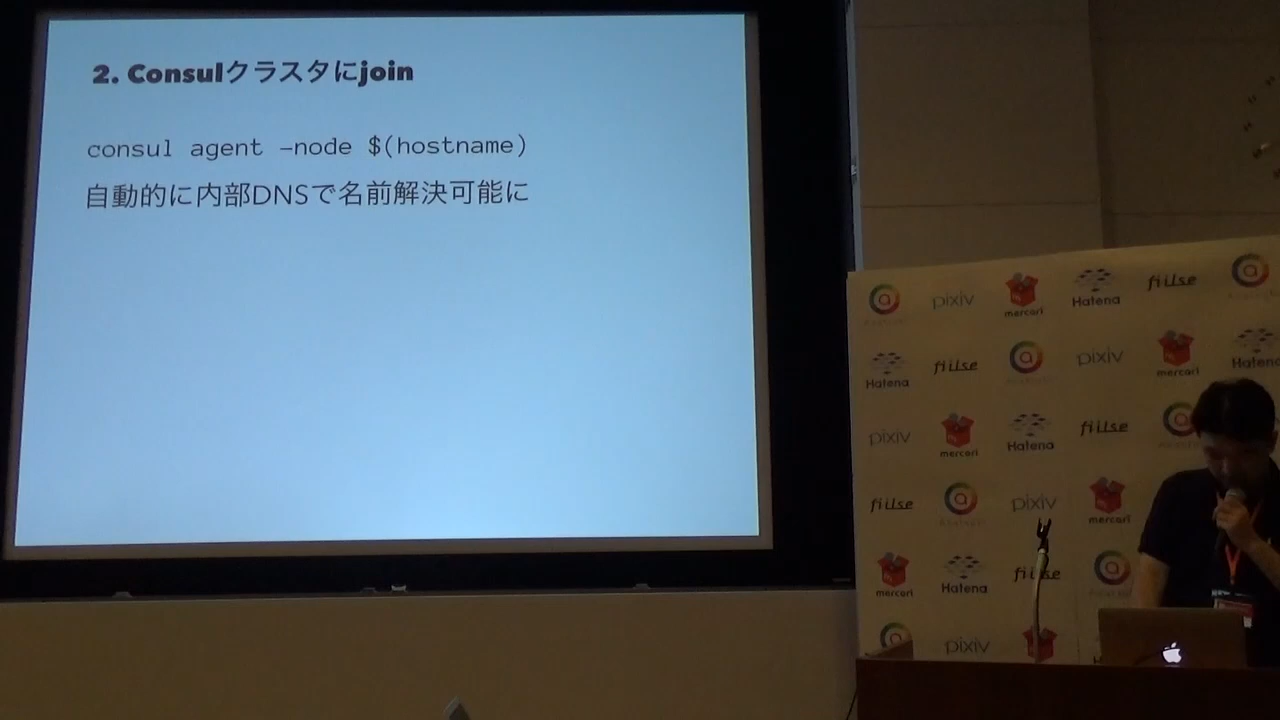 2. Consulクラスタにjoin
consul agent –node $(hostname)
自動的に内部DNSで名前解決可能に
pixiv
mercari
Hatena
fiilse
Hatena
fiilse
pixiv
mercari
Hatena
pixiv
mercari
Hatena
fiilse
fiilse
pixiv
mercari
mercari
Hatena
fiilse
pixiv